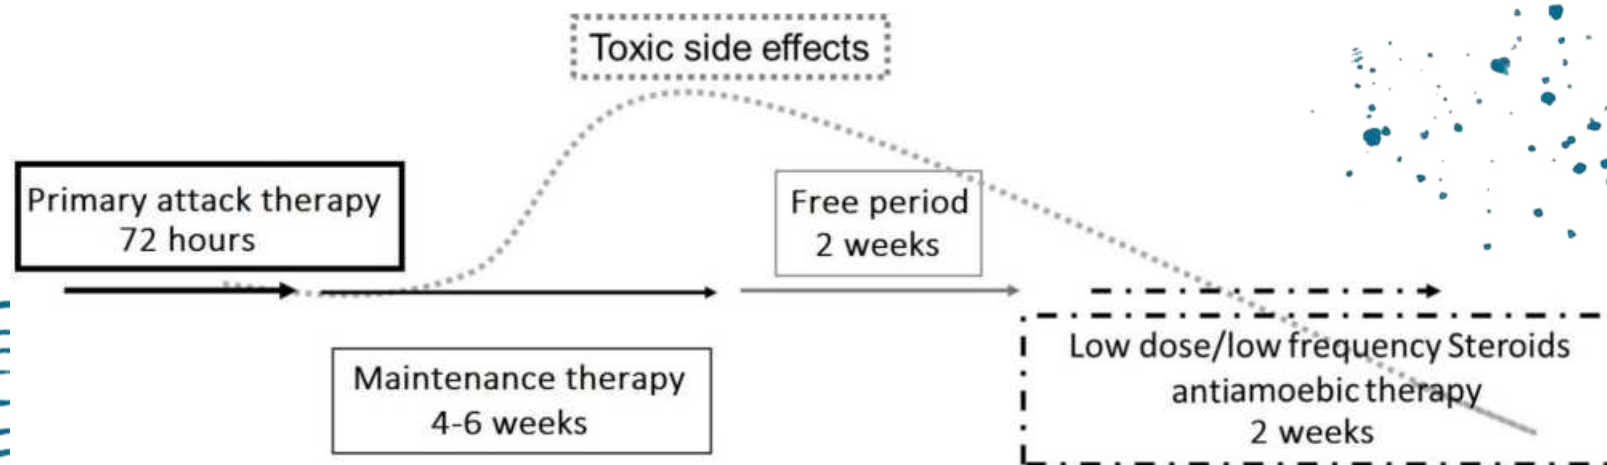 Toxic side effects
Primary attack therapy
72 hours
Free period
2 weeks
Maintenance therapy
4-6 weeks
Low dose/low frequency Steroids
antiamoebic therapy
2 weeks